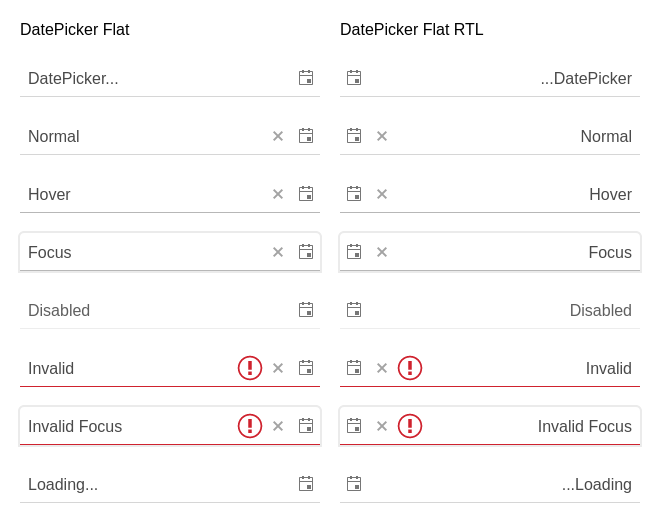 DatePicker Flat
DatePicker...
Normal
Hover
Focus
Disabled
Invalid
Invalid Focus
Loading...
DatePicker Flat RTL
...DatePicker
Normal
Hover
Focus
Disabled
Invalid
Invalid Focus
...Loading